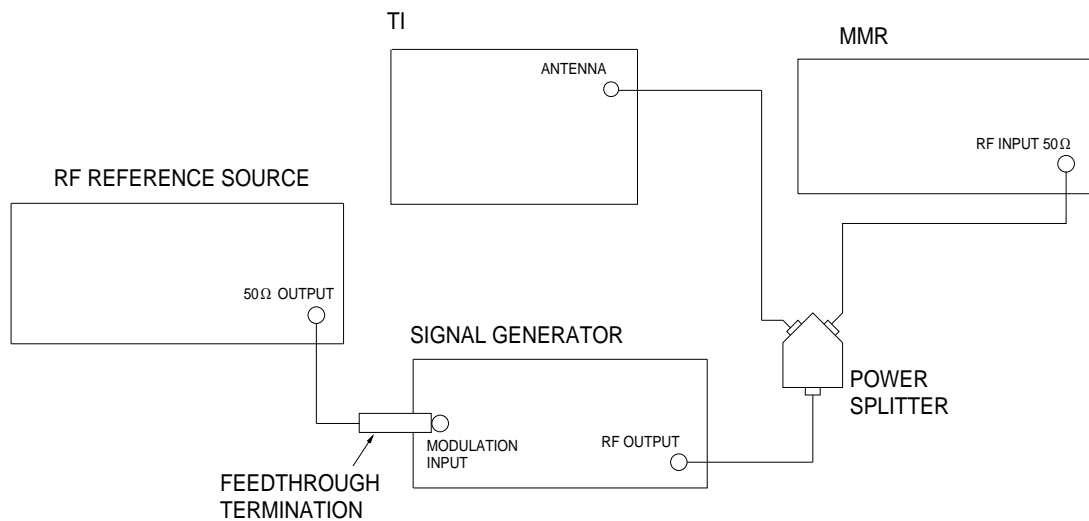 TI
MMR
ANTENNA
RF INPUT 50Ω
RF REFERENCE SOURCE
50Ω OUTPUT
SIGNAL GENERATOR
POWER
SPLITTER
MODULATION
INPUT
RF OUTPUT
FEEDTHROUGH
TERMINATION